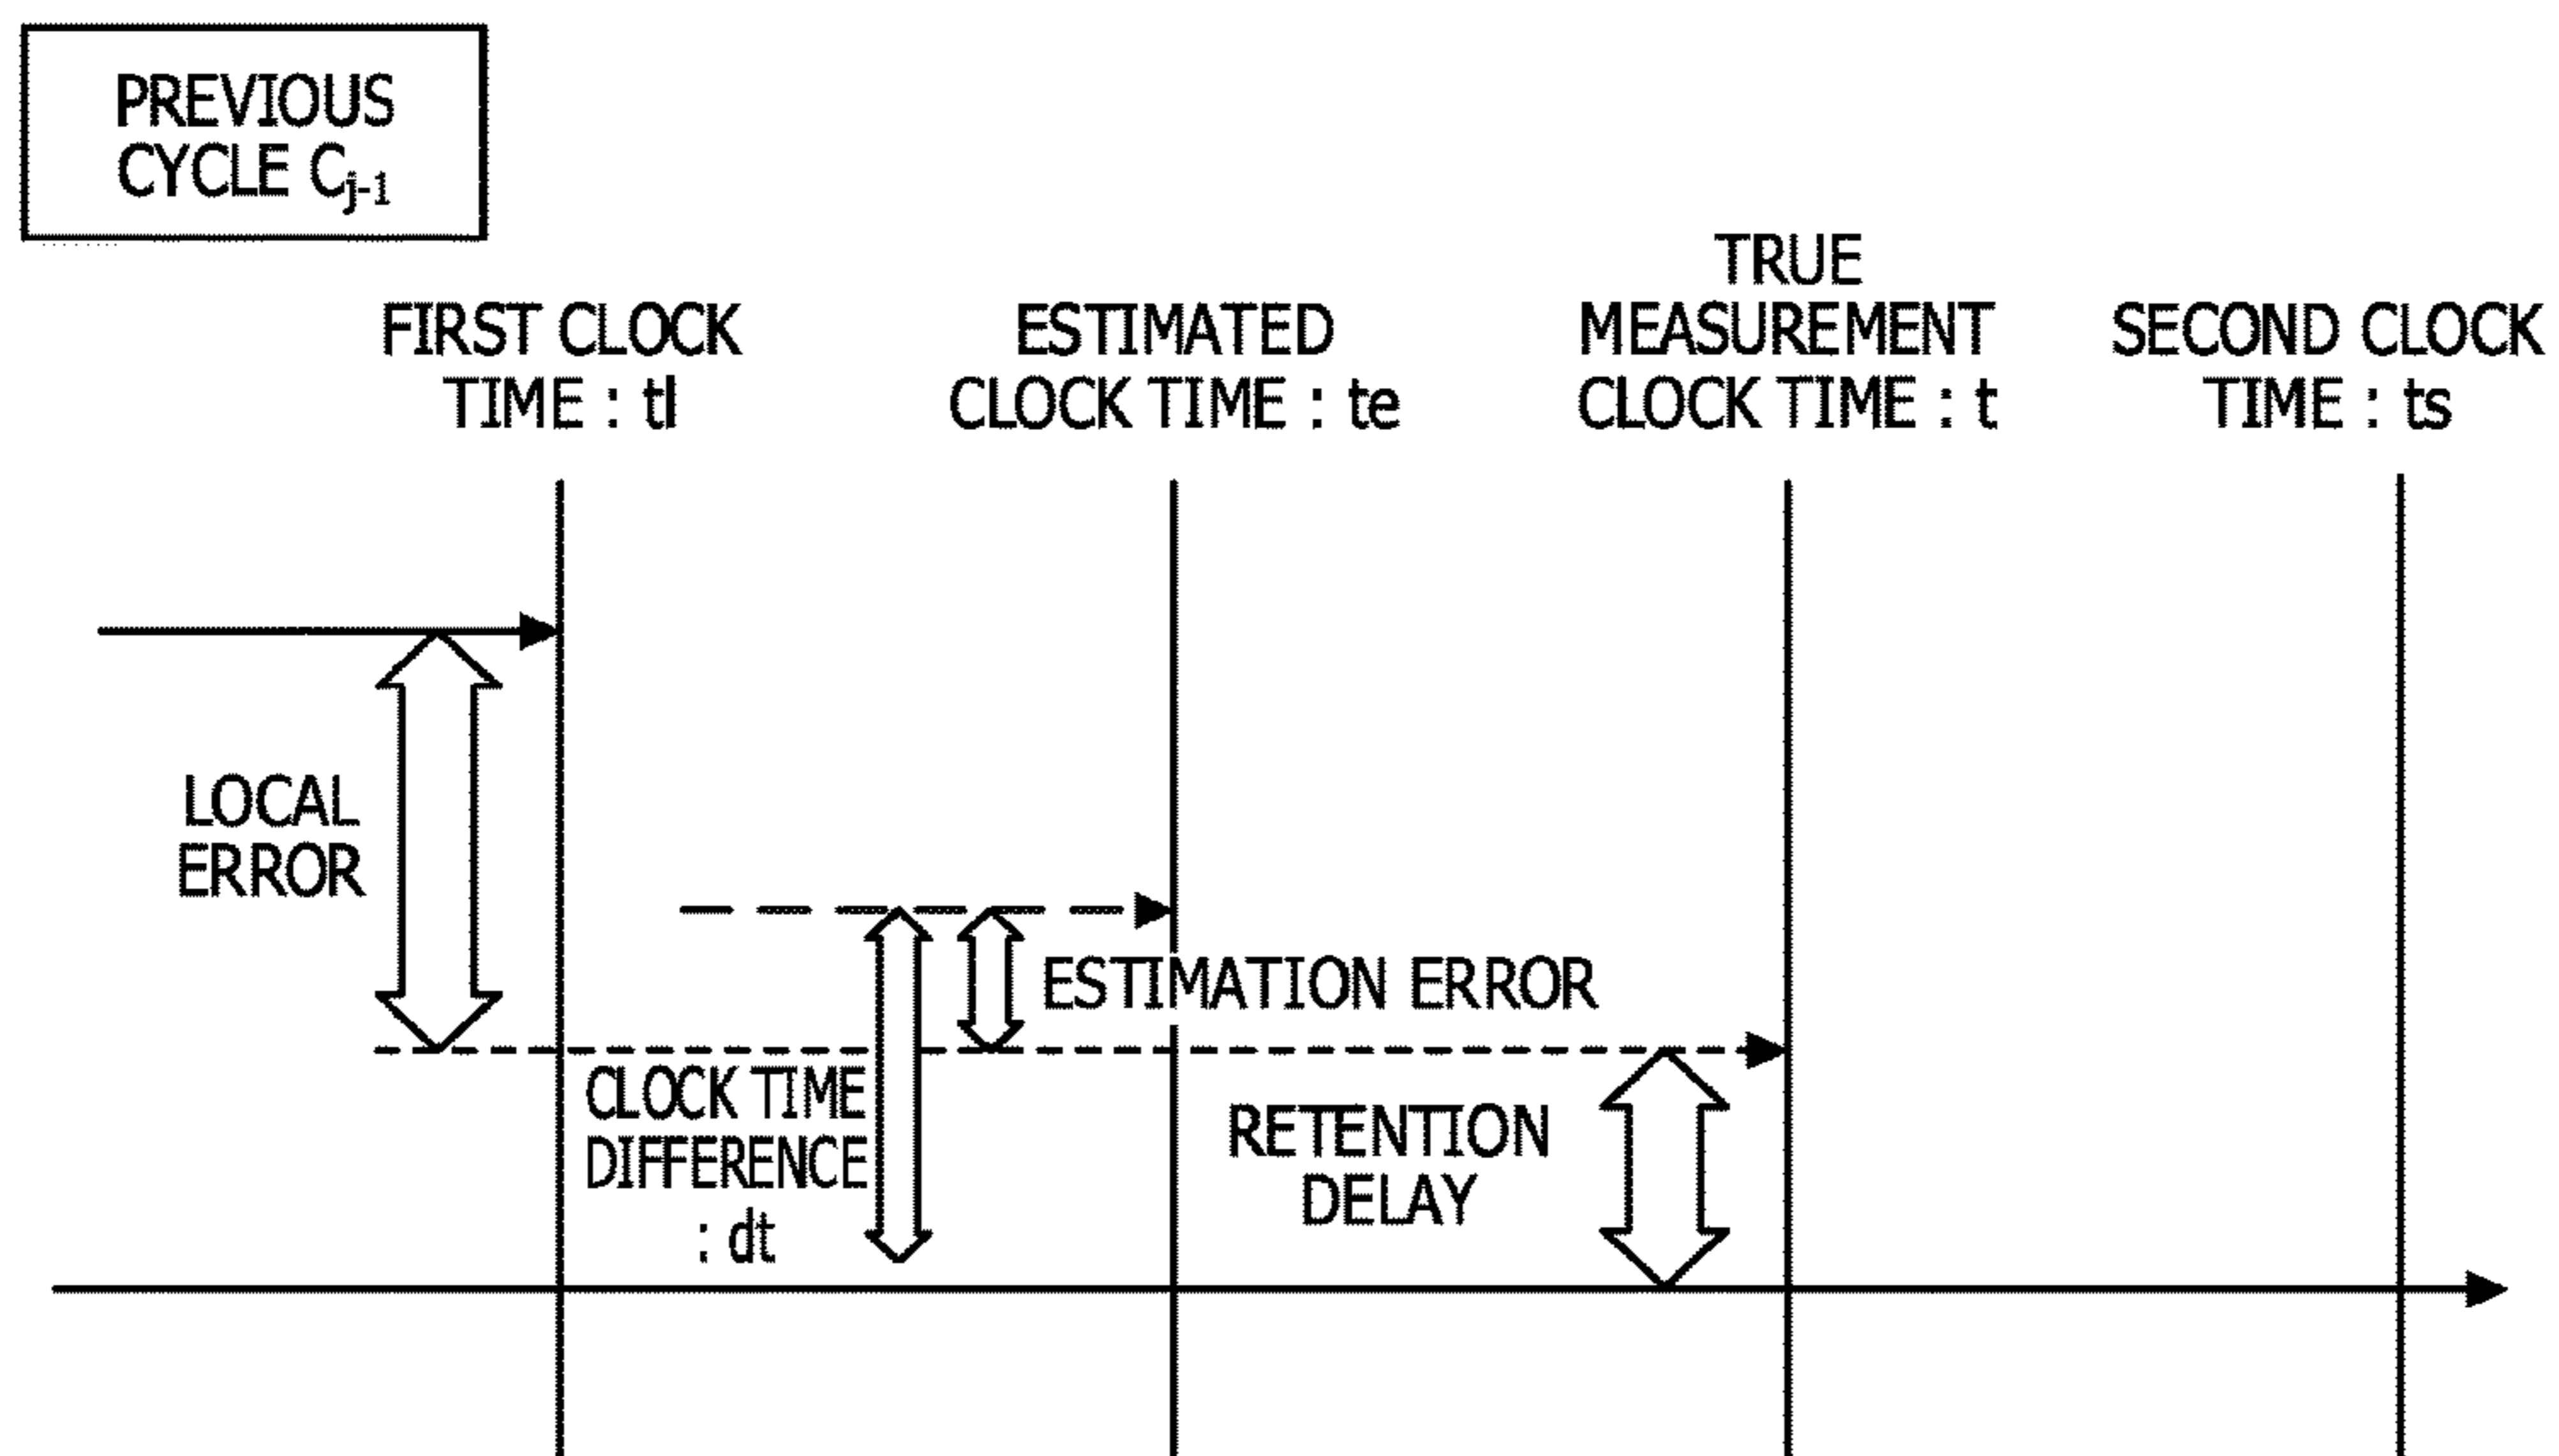 PREVIOUS
CYCLE Cj-1
FIRST CLOCK
TIME : tl
ESTIMATED
CLOCK TIME : te
TRUE
MEASUREMENT
CLOCK TIME : t
SECOND CLOCK
TIME : ts
LOCAL
ERROR
ESTIMATION ERROR
CLOCK TIME
DIFFERENCE
: dt
RETENTION
DELAY